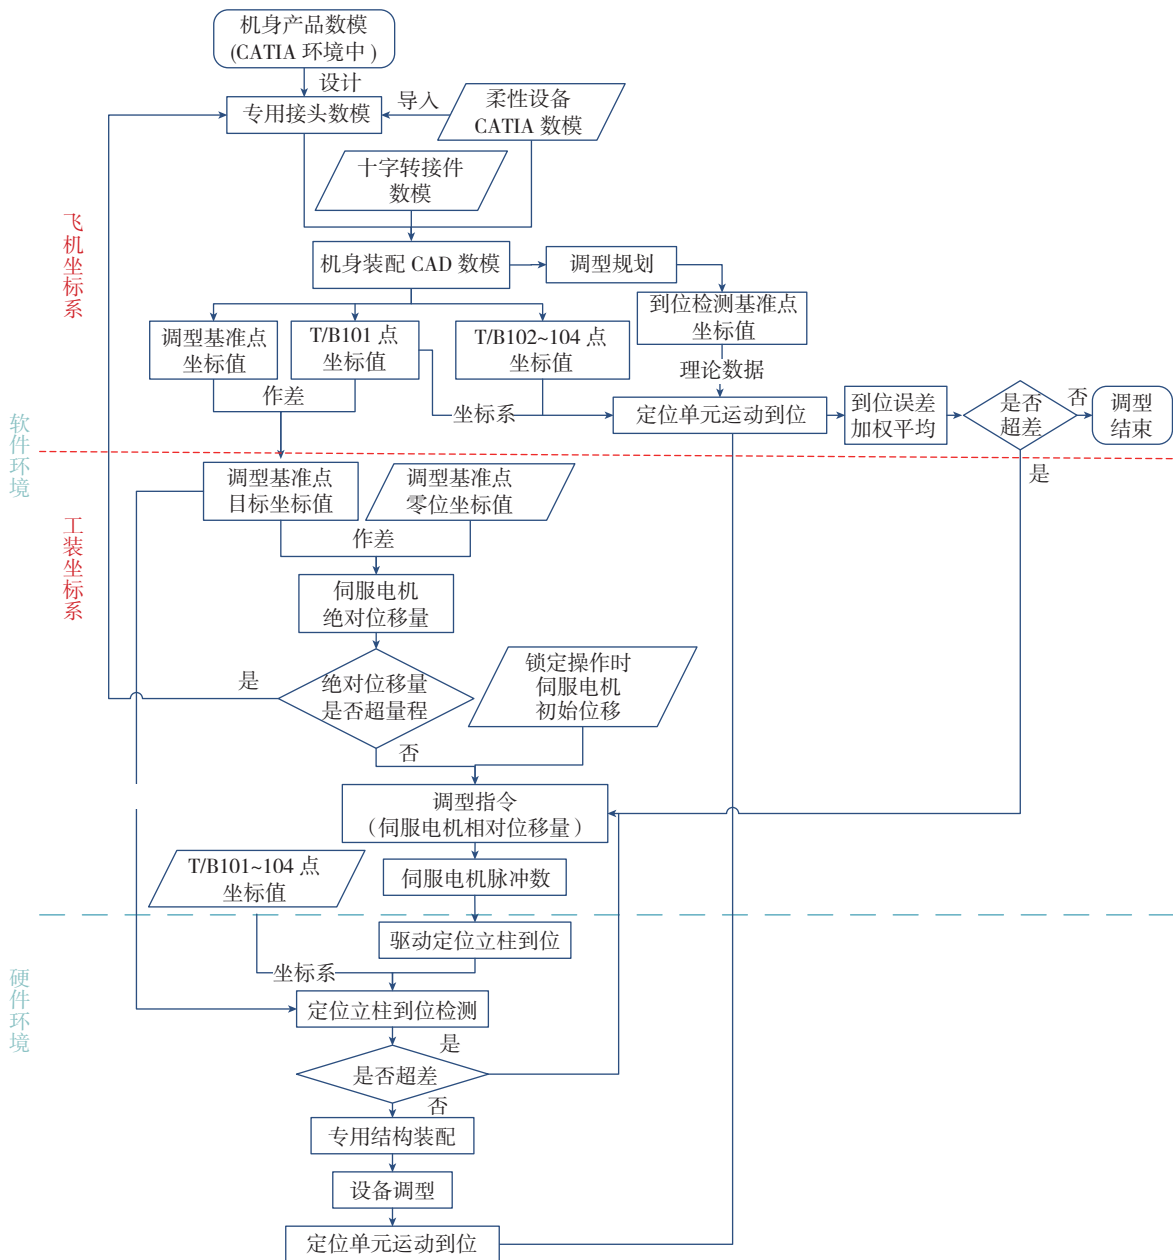 机身产品数模
(CATIA 环境中)
设计
专用接头数模
导入
柔性设备
CATIA 数模
十字转接件
数模
飞机坐标系
机身装配 CAD 数模
调型规划
到位检测基准点
坐标值
调型基准点
坐标值
T/B101 点
坐标值
T/B102~104 点
坐标值
理论数据
作差
坐标系
定位单元运动到位
到位误差
加权平均
是否
超差
否
调型
结束
是
软件环境
工装坐标系
调型基准点
目标坐标值
调型基准点
零位坐标值
作差
伺服电机
绝对位移量
是
绝对位移量
是否超量程
否
锁定操作时
伺服电机
初始位移
调型指令
（伺服电机相对位移量）
T/B101~104 点
坐标值
伺服电机脉冲数
驱动定位立柱到位
坐标系
硬件环境
定位立柱到位检测
是
是否超差
否
专用结构装配
设备调型
定位单元运动到位